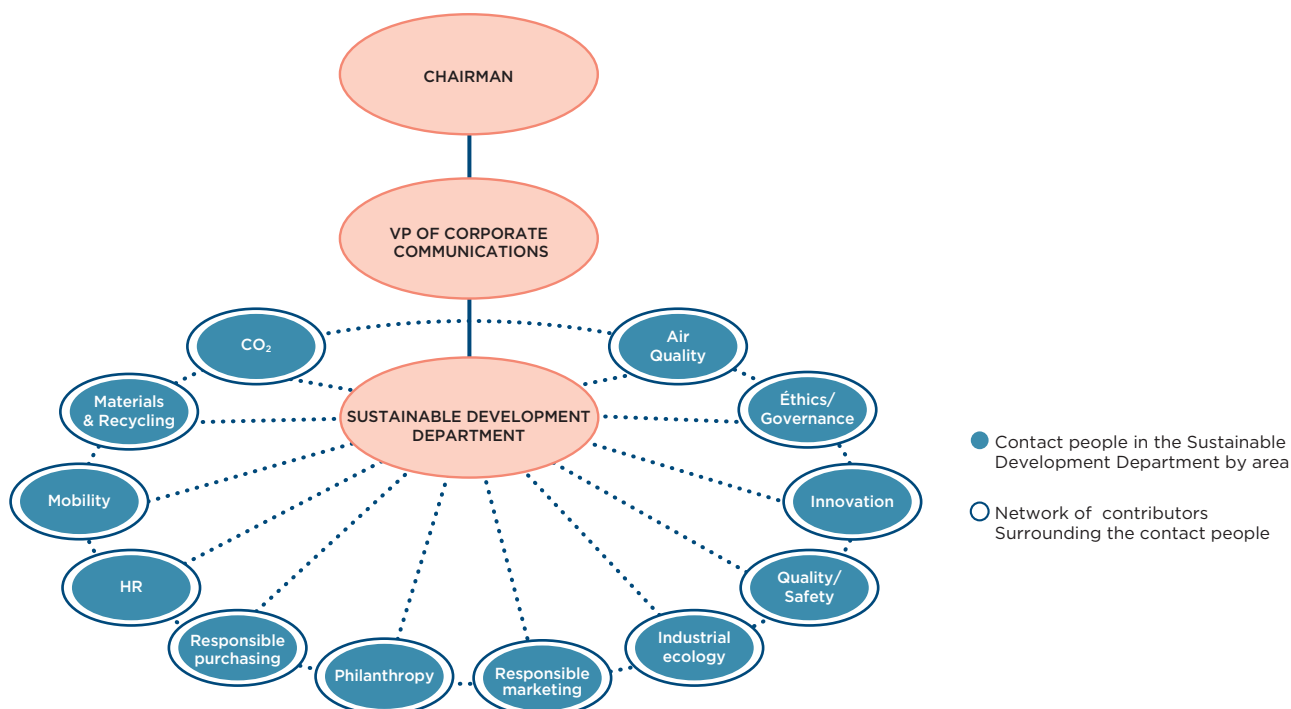 CHAIRMAN
VP OF CORPORATE
COMMUNICATIONS
CO₂
Air
Quality
Materials
& Recycling
SUSTAINABLE DEVELOPMENT
DEPARTMENT
Éthics/
Governance
Mobility
Innovation
HR
Quality/
Safety
Responsible
purchasing
Philanthropy
Responsible
marketing
Industrial
ecology
Contact people in the Sustainable
Development Department by area
Network of contributors
Surrounding the contact people